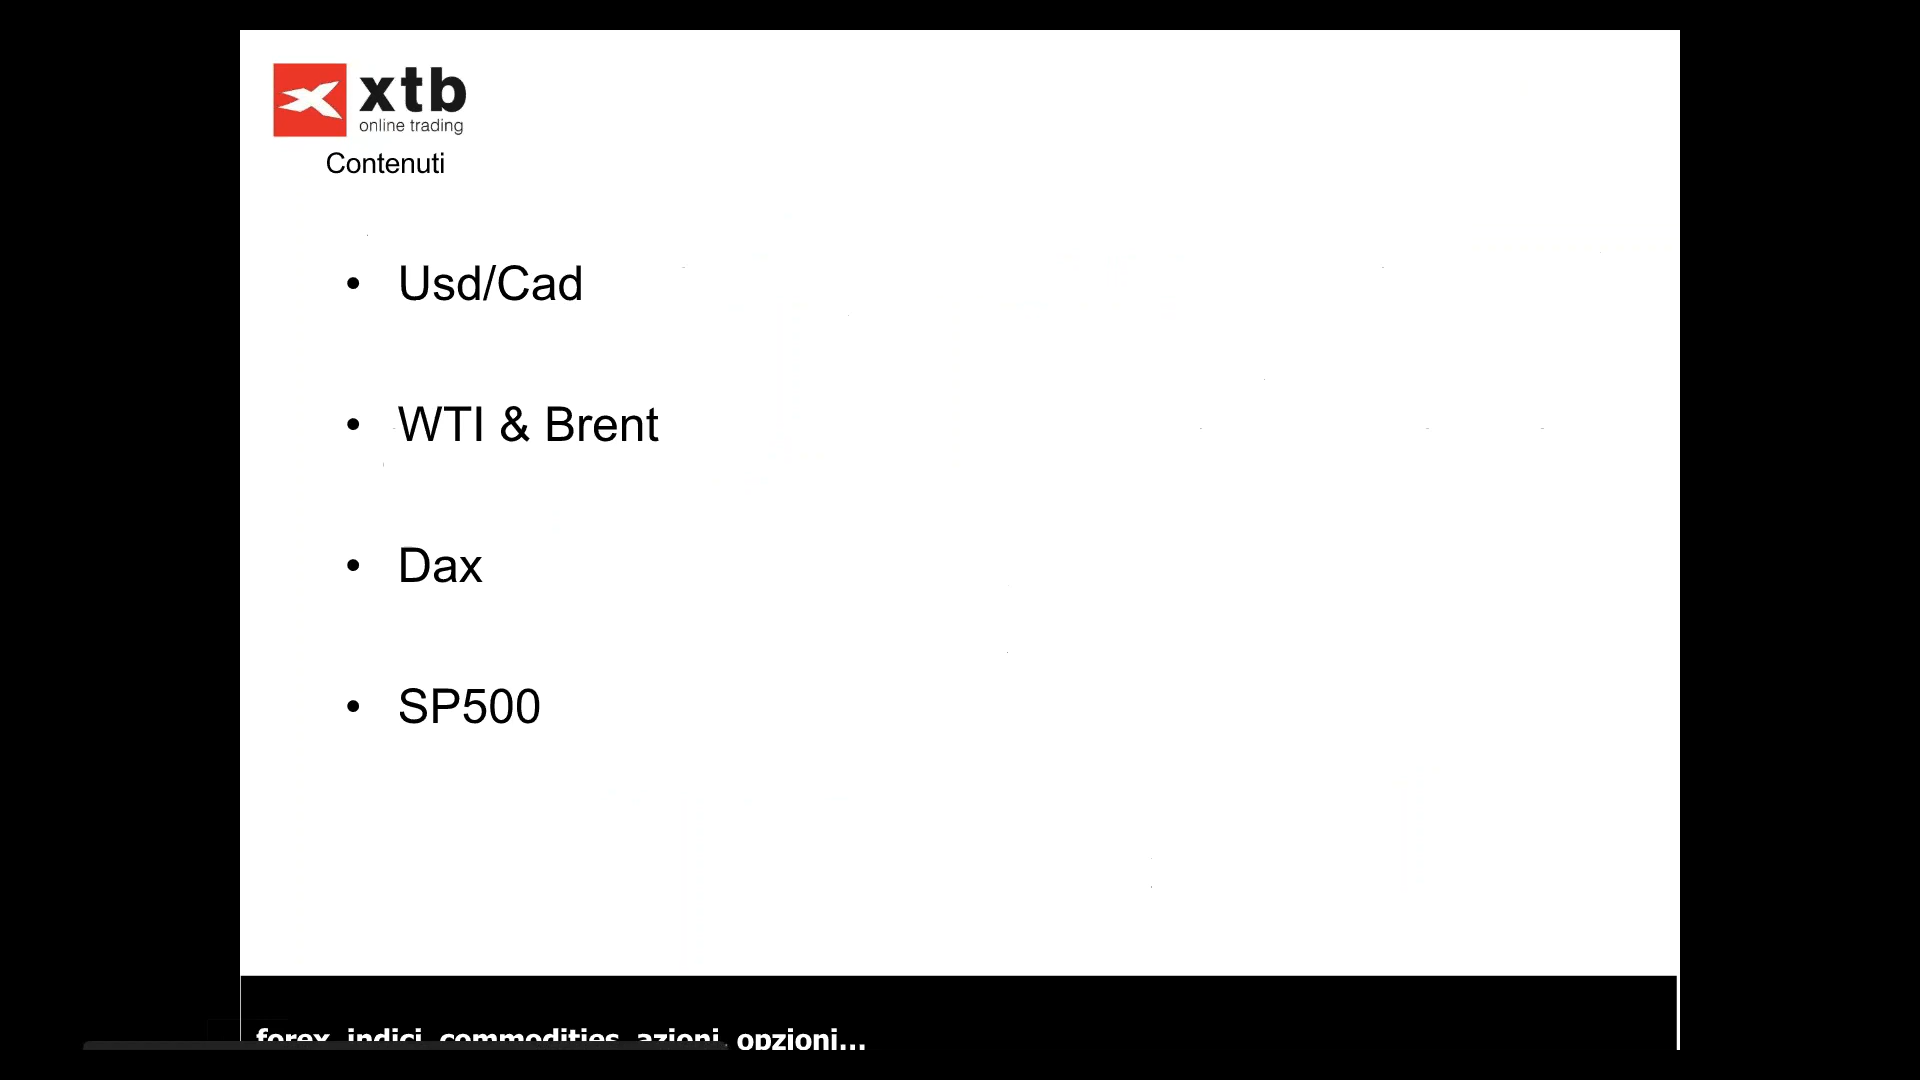 xtb
online trading
Contenuti
• Usd/Cad
• WTI & Brent
• Dax
• SP500
forex, indici, commodities, azioni, opzioni...